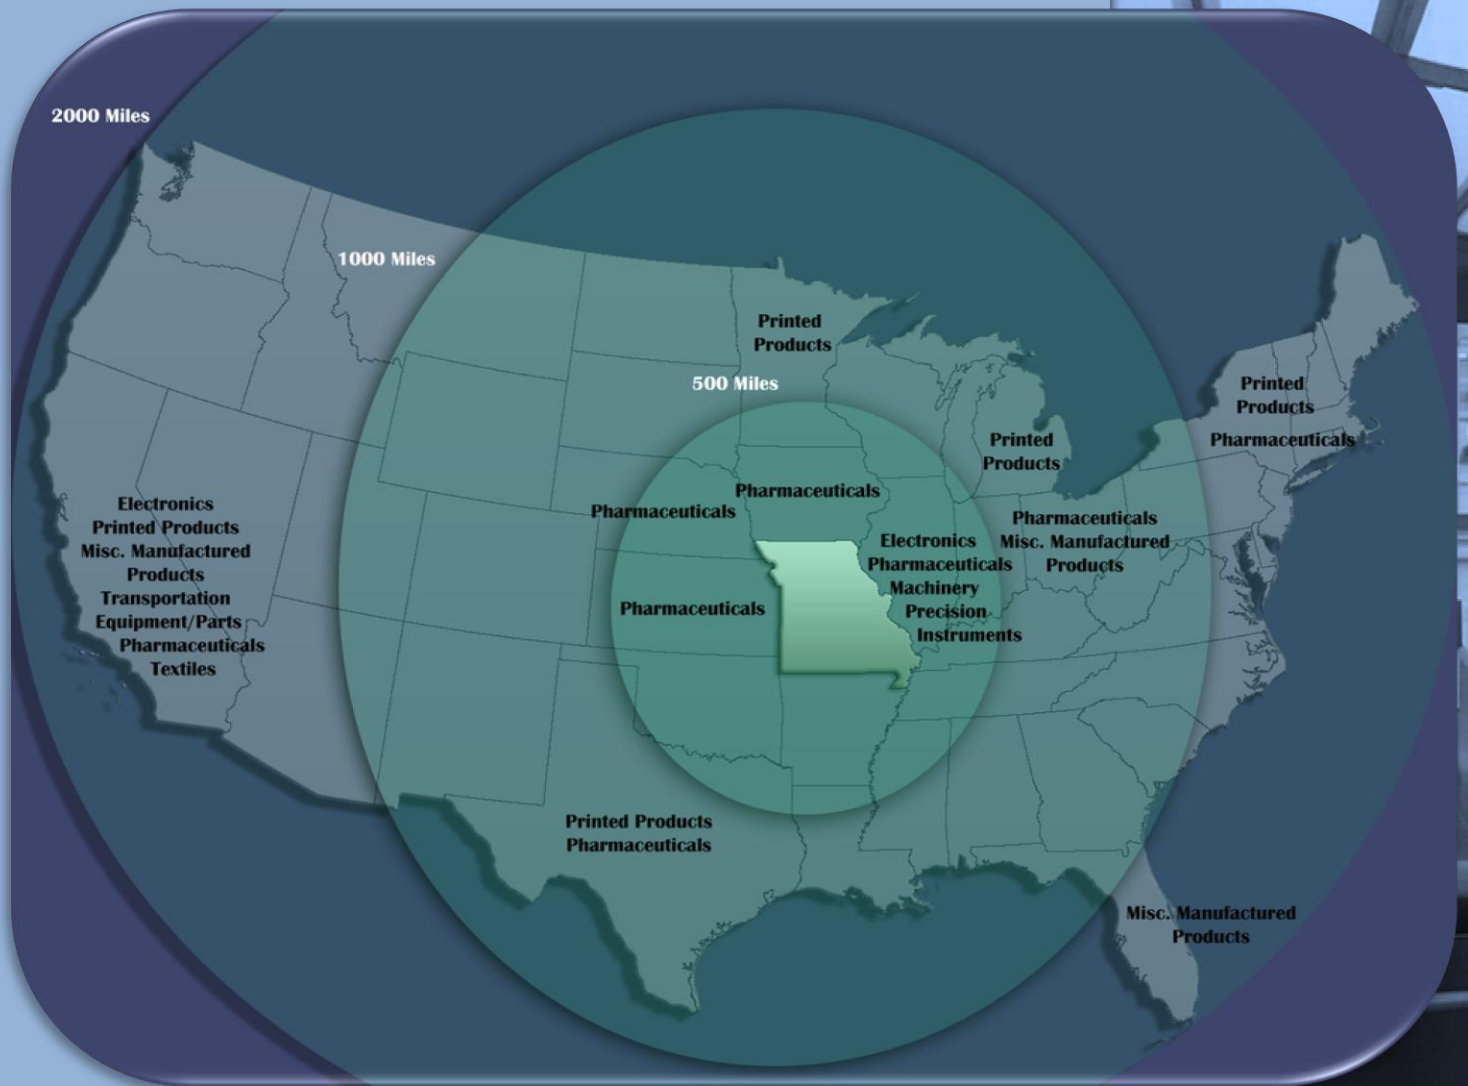 2000 Miles
1000 Miles
Printed
Products
500 Miles
Printed
Products
Pharmaceuticals
Printed
Products
Pharmaceuticals
Pharmaceuticals
Electronics
Printed Products
Misc. Manufactured
Products
Transportation
Equipment/Parts
Pharmaceuticals
Textiles
Electronics
Pharmaceuticals
Machinery
Precision
Instruments
Pharmaceuticals
Misc. Manufactured
Products
Pharmaceuticals
Printed Products
Pharmaceuticals
Misc. Manufactured
Products